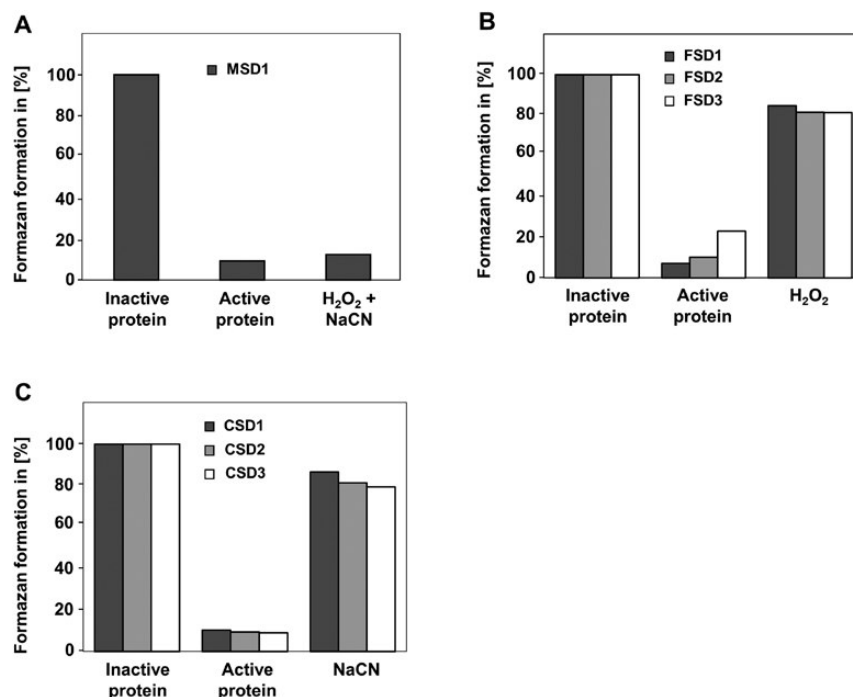 A
Formazan formation in [%]
100
80
60
40
20
0
MSD1
Inactive
protein
Active
protein
H₂O₂ +
NaCN
B
Formazan formation in [%]
100
80
60
40
20
0
FSD1
FSD2
FSD3
Inactive
protein
Active
protein
H₂O₂
C
Formazan formation in [%]
100
80
60
40
20
0
CSD1
CSD2
CSD3
Inactive
protein
Active
protein
NaCN